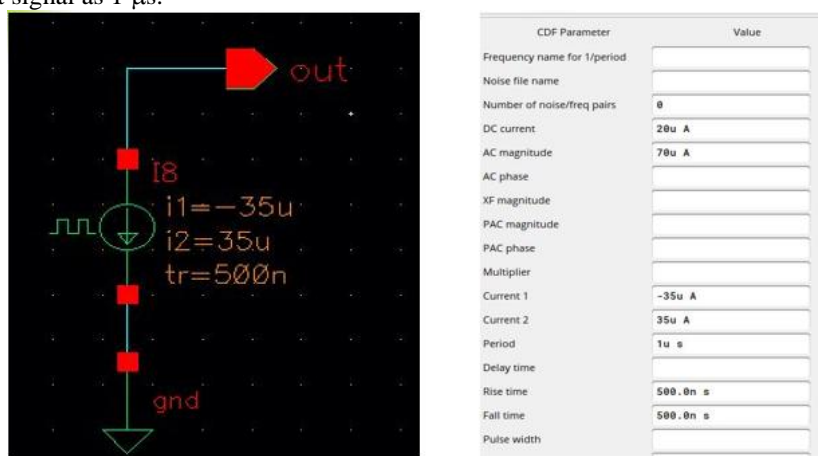 t signal as 1 μs.
out
I8
i1=-35u
i2=35u
tr=500n
gnd
CDF Parameter Value
Frequency name for 1/period
Noise file name
Number of noise/freq pairs 0
DC current 20u A
AC magnitude 70u A
AC phase
XF magnitude
PAC magnitude
PAC phase
Multiplier
Current 1 -35u A
Current 2 35u A
Period 1u s
Delay time
Rise time 500.0n s
Fall time 500.0n s
Pulse width